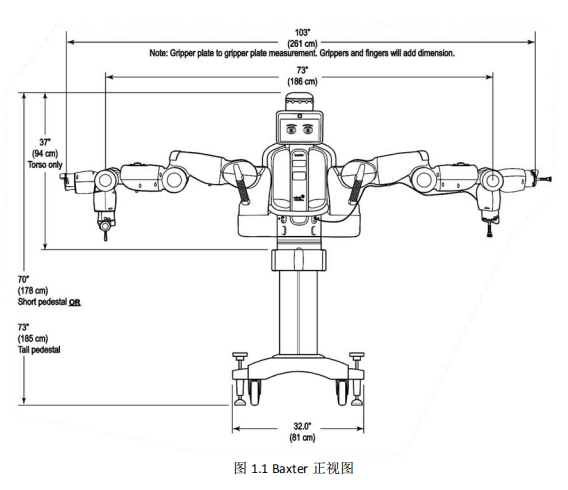 103"
(261 cm)
Note: Gripper plate to gripper plate measurement. Grippers and fingers will add dimension.
73"
(186 cm)
37"
(94 cm)
Torso only
70"
(178 cm)
Short pedestal OR
73"
(185 cm)
Tall pedestal
32.0"
(81 cm)
图 1.1 Baxter 正视图